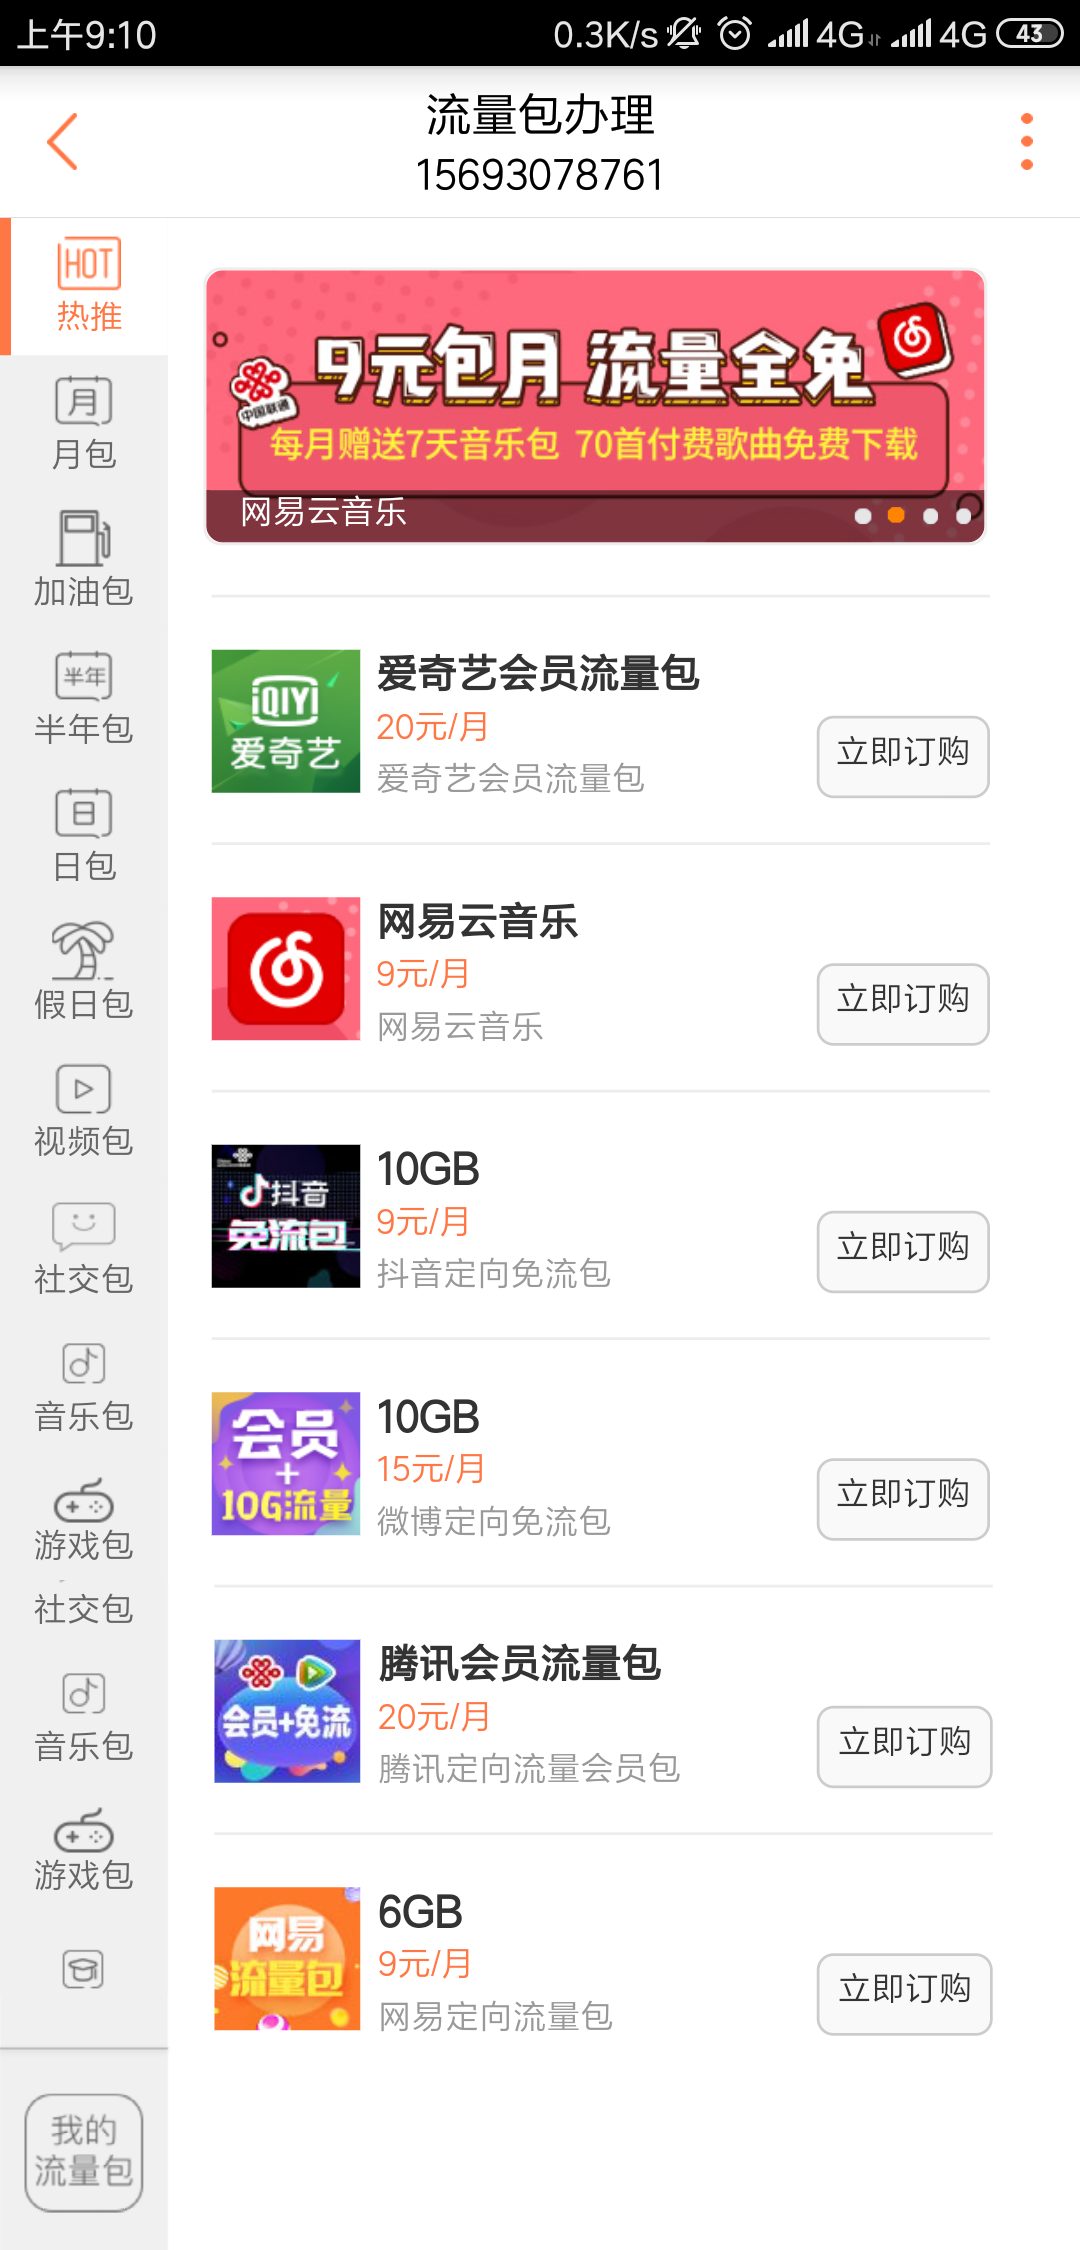 上午9:10
0.3K/s
4G
4G
43
流量包办理
15693078761
HOT
热推
月
月包
加油包
半年
半年包
日
日包
假日包
视频包
社交包
音乐包
游戏包
社交包
音乐包
游戏包
我的
流量包
9元包月 流量全免
中国联通
每月赠送7天音乐包 70首付费歌曲免费下载
网易云音乐
iQIYI
爱奇艺
爱奇艺会员流量包
20元/月
爱奇艺会员流量包
立即订购
网易云音乐
9元/月
网易云音乐
立即订购
抖音
免流包
10GB
9元/月
抖音定向免流包
立即订购
会员
+
10G流量
10GB
15元/月
微博定向免流包
立即订购
会员+免流
腾讯会员流量包
20元/月
腾讯定向流量会员包
立即订购
网易
流量包
6GB
9元/月
网易定向流量包
立即订购